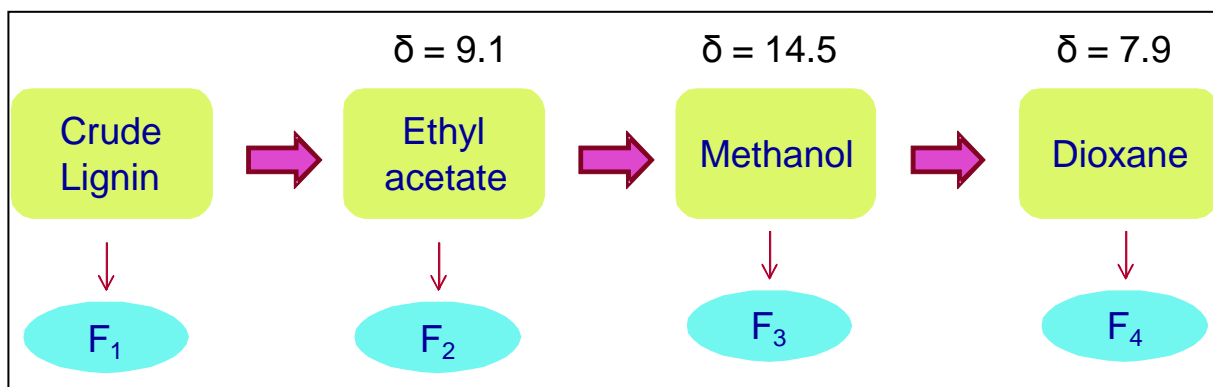 δ = 9.1
δ = 14.5
δ = 7.9
Crude
Lignin
Ethyl
acetate
Methanol
Dioxane
F₁
F₂
F₃
F₄